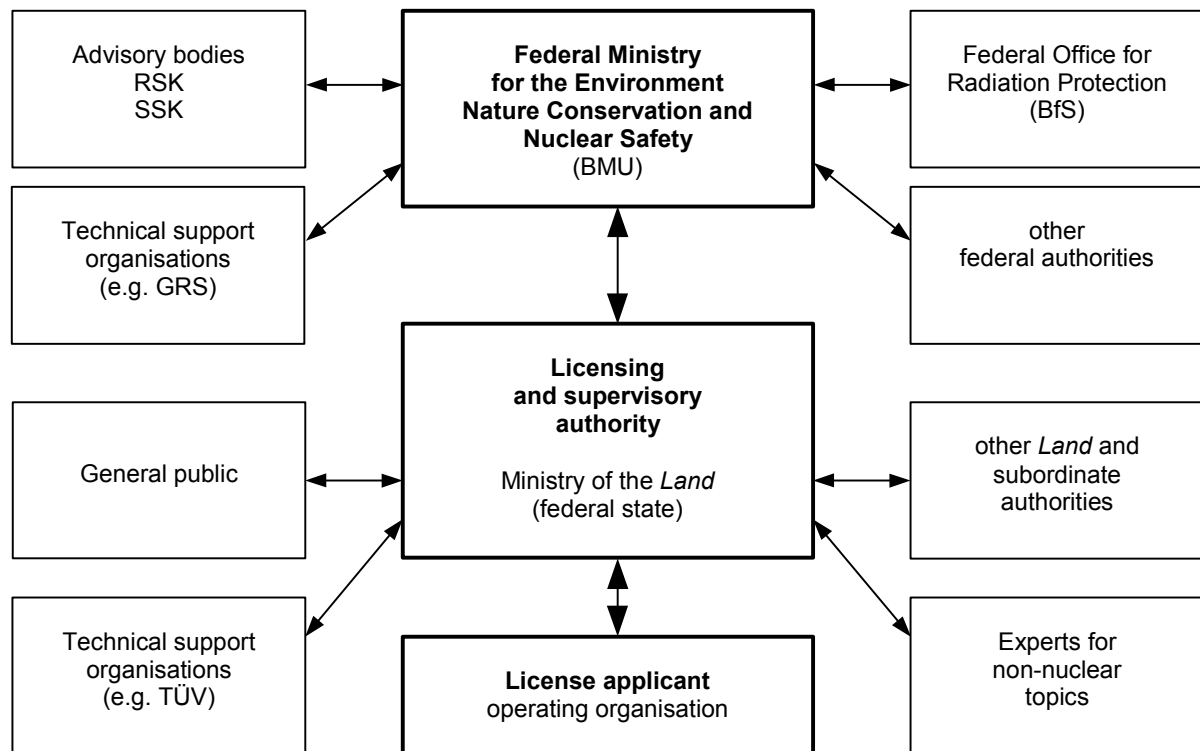 Advisory bodies
RSK
SSK
Federal Ministry
for the Environment
Nature Conservation and
Nuclear Safety
(BMU)
Federal Office for
Radiation Protection
(BfS)
Technical support
organisations
(e.g. GRS)
other
federal authorities
Licensing
and supervisory
authority
Ministry of the Land
(federal state)
General public
other Land and
subordinate
authorities
Technical support
organisations
(e.g. TÜV)
License applicant
operating organisation
Experts for
non-nuclear
topics